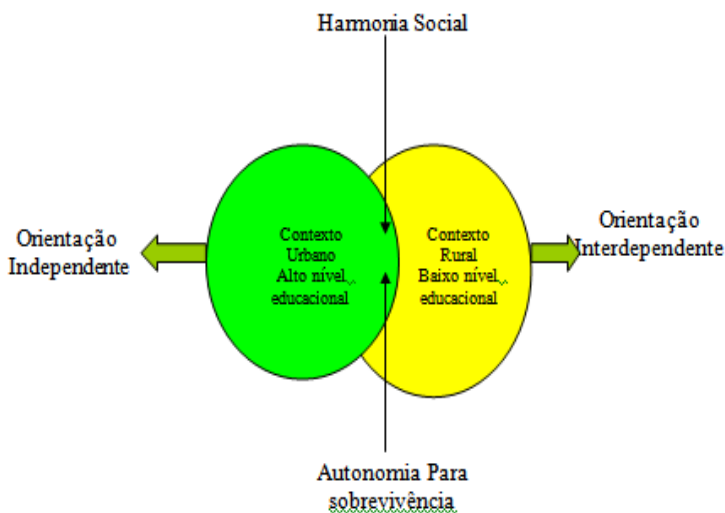 Harmonia Social
Orientação
Independente
Contexto
Urbano
Alto nível
educacional
Contexto
Rural
Baixo nível
educacional
Orientação
Interdependente
Autonomia Para
sobrevivência